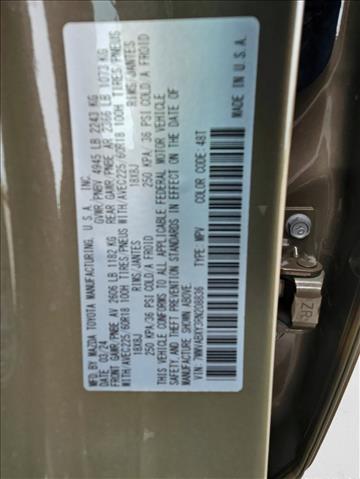 MFD. BY MAZDA TOYOTA MANUFACTURING, U.S.A., INC.
DATE: 03/24 GVWR/PNBV 4945 LB 2243 KG
FRONT GAWR/PNBE AV 2606 LB 1182 KG REAR GAWR/PNBE AR 2366 LB 1073 KG
WITH/AVEC225/60R18 100H TIRES/PNEUS WITH/AVEC225/60R18 100H TIRES/PNEUS
18X8J RIMS/JANTES 18X8J RIMS/JANTES
250 KPA/ 36 PSI COLD/A FROID 250 KPA/ 36 PSI COLD/A FROID
THIS VEHICLE CONFORMS TO ALL APPLICABLE FEDERAL MOTOR VEHICLE
SAFETY AND THEFT PREVENTION STANDARDS IN EFFECT ON THE DATE OF
MANUFACTURE SHOWN ABOVE.
TYPE: MPV COLOR CODE: 48T
ZR